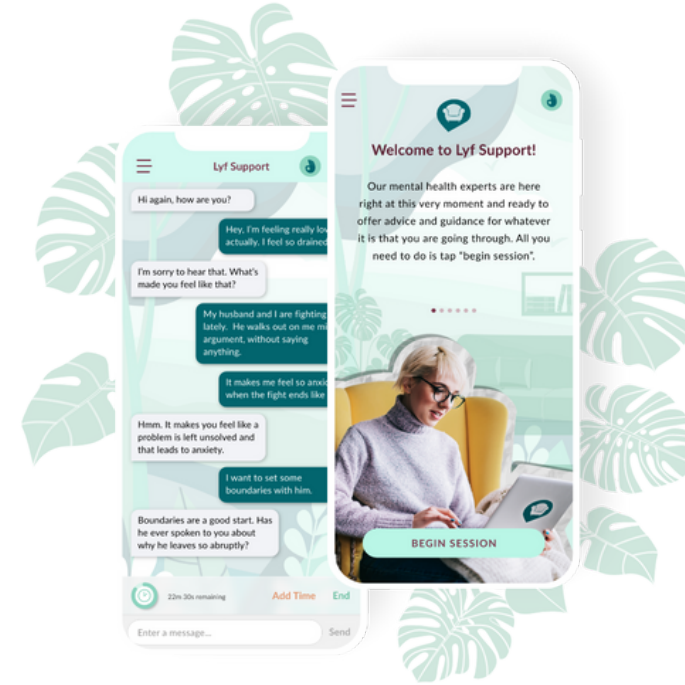 Lyf Support
Hi again, how are you?
Hey, I'm feeling really
actually. I feel so drained
I'm sorry to hear that. What's
made you feel like that?
My husband and I are fighting
lately. He walks out on me
argument, without saying
anything.
It makes me feel so
when the fight ends like
Hmm. It makes you feel like a
problem is left unsolved and
that leads to anxiety.
I want to set some
boundaries with him.
Boundaries are a good start. Has
he ever spoken to you about
why he leaves so abruptly?
22m 30s remaining
Add Time
End
Enter a message...
Send
Welcome to Lyf Support!
Our mental health experts are here
right at this very moment and ready to
offer advice and guidance for whatever
it is that you are going through. All you
need to do is tap “begin session”.
BEGIN SESSION